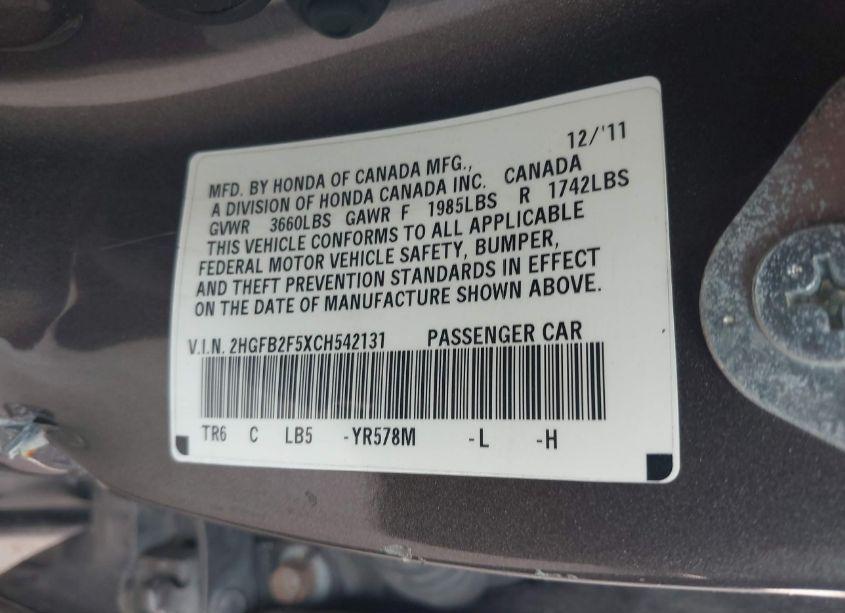 12/'11
MFD. BY HONDA OF CANADA MFG.,
A DIVISION OF HONDA CANADA INC. CANADA
GVWR 3660LBS GAWR F 1985LBS R 1742LBS
THIS VEHICLE CONFORMS TO ALL APPLICABLE
FEDERAL MOTOR VEHICLE SAFETY, BUMPER,
AND THEFT PREVENTION STANDARDS IN EFFECT
ON THE DATE OF MANUFACTURE SHOWN ABOVE.
V.I.N. 2HGFB2F5XCH542131 PASSENGER CAR
TR6 C LB5 -YR578M -L -H